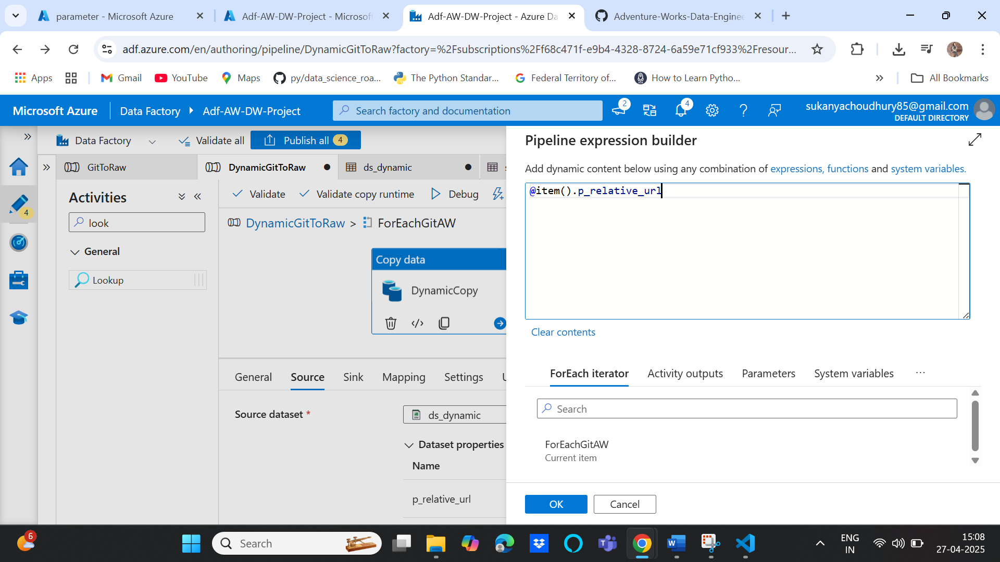 parameter - Microsoft Azure
Adf-AW-DW-Project - Microsoft
Adf-AW-DW-Project - Azure Da
Adventure-Works-Data-Enginee
adf.azure.com/en/authoring/pipeline/DynamicGitToRaw?factory=%2Fsubscriptions%2Ff68c471f-e9b4-4328-8724-6a59e71cf933%2Fresour...
Apps
Gmail
YouTube
Maps
py/data_science_roa...
The Python Standar...
Federal Territory of...
How to Learn Pytho...
All Bookmarks
Microsoft Azure
Data Factory
Adf-AW-DW-Project
Search factory and documentation
2
4
sukanyachoudhury85@gmail.com
DEFAULT DIRECTORY
Data Factory
Validate all
Publish all 4
GitToRaw
DynamicGitToRaw
ds_dynamic
4
Activities
look
General
Lookup
Validate
Validate copy runtime
Debug
DynamicGitToRaw > ForEachGitAW
Copy data
DynamicCopy
General
Source
Sink
Mapping
Settings
Source dataset *
ds_dynamic
Dataset properties
Name
p_relative_url
Pipeline expression builder
Add dynamic content below using any combination of expressions, functions and system variables.
@item().p_relative_url
Clear contents
ForEach iterator
Activity outputs
Parameters
System variables
Search
ForEachGitAW
Current item
OK
Cancel
6
Search
ENG
IN
15:08
27-04-2025